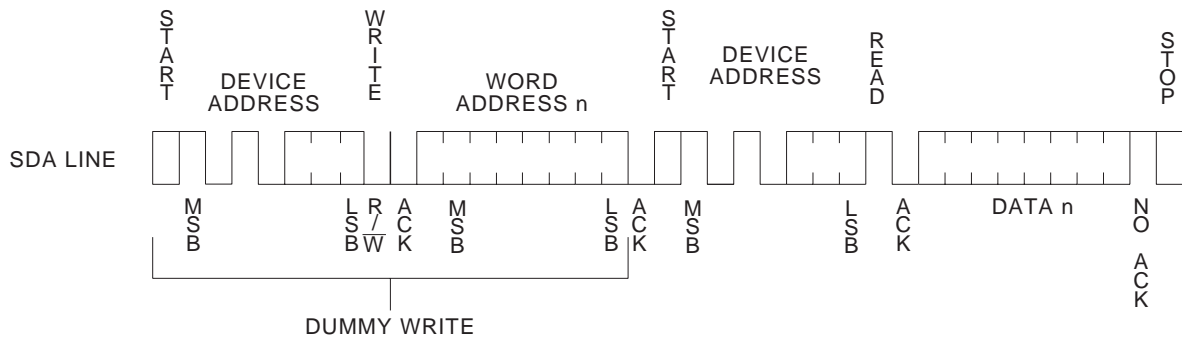 START
WRITE
START
READ
STOP
DEVICE
ADDRESS
WORD
ADDRESS n
DEVICE
ADDRESS
SDA LINE
MSB
LSB
R/W
ACK
MSB
LSB
ACK
MSB
LSB
ACK
DATA n
NO ACK
DUMMY WRITE